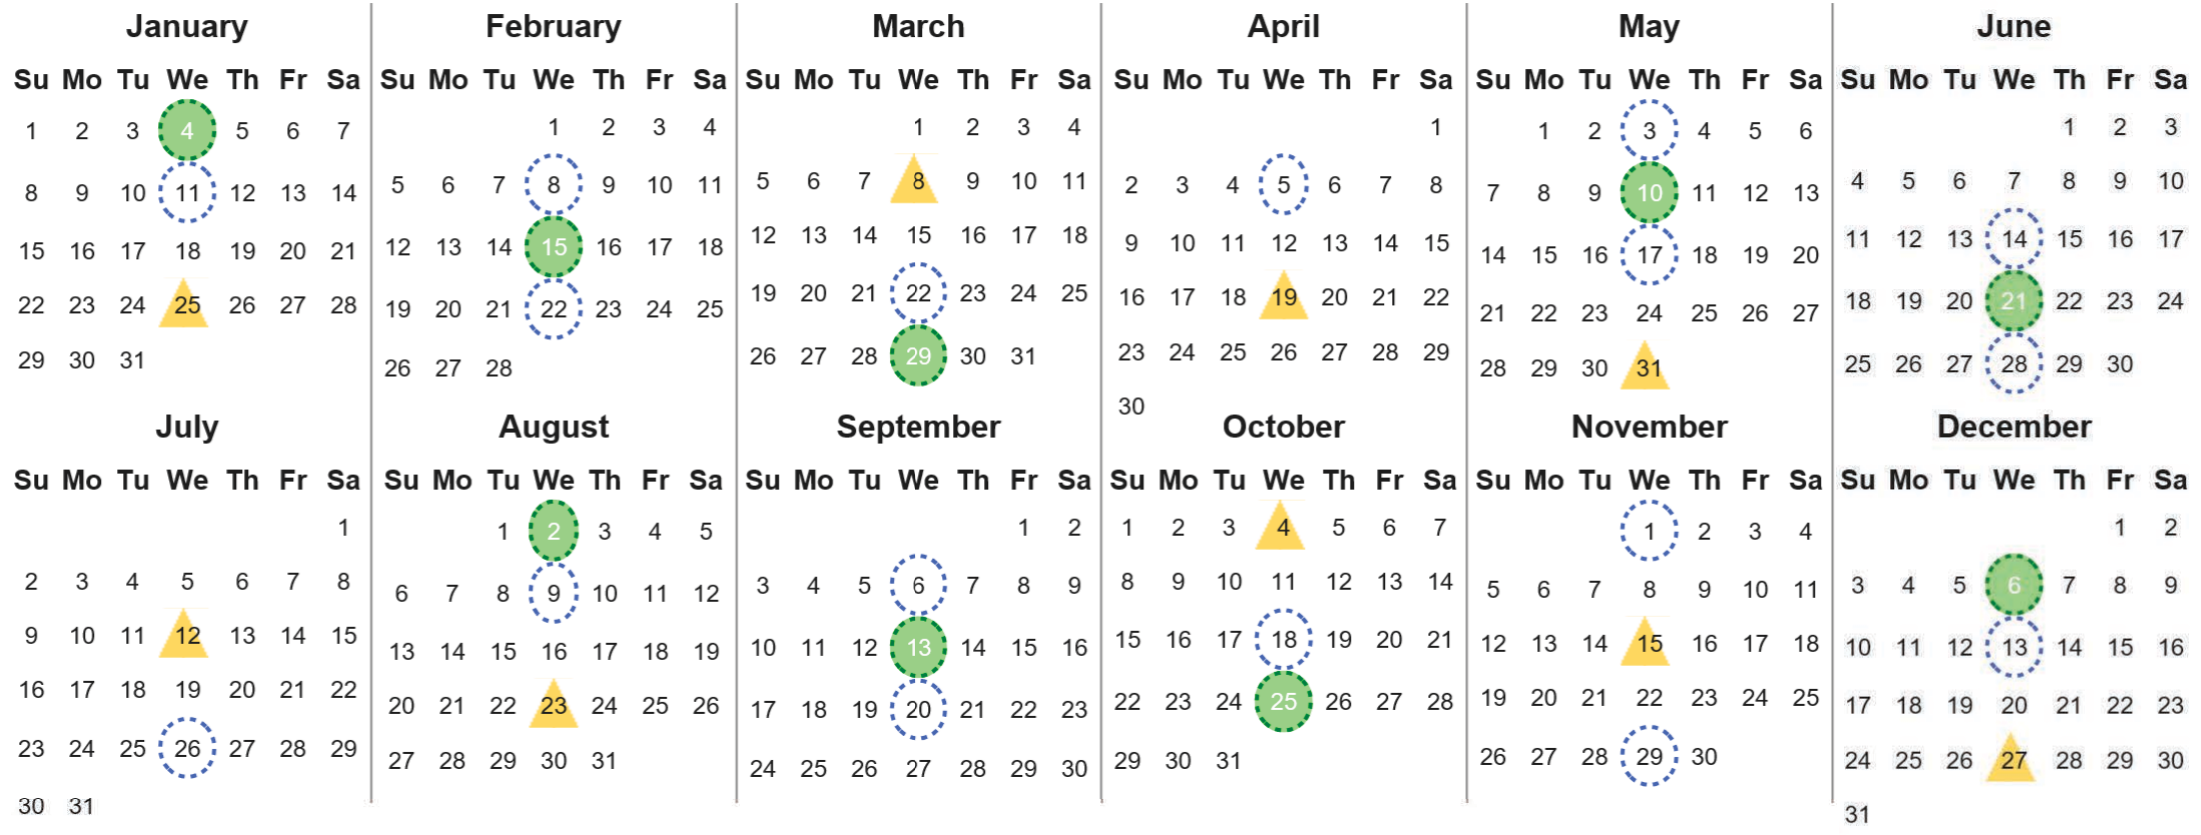 January
Su Mo Tu We Th Fr Sa
1 2 3 4 5 6 7
8 9 10 11 12 13 14
15 16 17 18 19 20 21
22 23 24 25 26 27 28
29 30 31
February
Su Mo Tu We Th Fr Sa
1 2 3 4
5 6 7 8 9 10 11
12 13 14 15 16 17 18
19 20 21 22 23 24 25
26 27 28
March
Su Mo Tu We Th Fr Sa
1 2 3 4
5 6 7 8 9 10 11
12 13 14 15 16 17 18
19 20 21 22 23 24 25
26 27 28 29 30 31
April
Su Mo Tu We Th Fr Sa
1
2 3 4 5 6 7 8
9 10 11 12 13 14 15
16 17 18 19 20 21 22
23 24 25 26 27 28 29
30
May
Su Mo Tu We Th Fr Sa
1 2 3 4 5 6
7 8 9 10 11 12 13
14 15 16 17 18 19 20
21 22 23 24 25 26 27
28 29 30 31
June
Su Mo Tu We Th Fr Sa
1 2 3
4 5 6 7 8 9 10
11 12 13 14 15 16 17
18 19 20 21 22 23 24
25 26 27 28 29 30
July
Su Mo Tu We Th Fr Sa
1
2 3 4 5 6 7 8
9 10 11 12 13 14 15
16 17 18 19 20 21 22
23 24 25 26 27 28 29
30 31
August
Su Mo Tu We Th Fr Sa
1 2 3 4 5
6 7 8 9 10 11 12
13 14 15 16 17 18 19
20 21 22 23 24 25 26
27 28 29 30 31
September
Su Mo Tu We Th Fr Sa
1 2
3 4 5 6 7 8 9
10 11 12 13 14 15 16
17 18 19 20 21 22 23
24 25 26 27 28 29 30
October
Su Mo Tu We Th Fr Sa
1 2 3 4 5 6 7
8 9 10 11 12 13 14
15 16 17 18 19 20 21
22 23 24 25 26 27 28
29 30 31
November
Su Mo Tu We Th Fr Sa
1 2 3 4
5 6 7 8 9 10 11
12 13 14 15 16 17 18
19 20 21 22 23 24 25
26 27 28 29 30
December
Su Mo Tu We Th Fr Sa
1 2
3 4 5 6 7 8 9
10 11 12 13 14 15 16
17 18 19 20 21 22 23
24 25 26 27 28 29 30
31